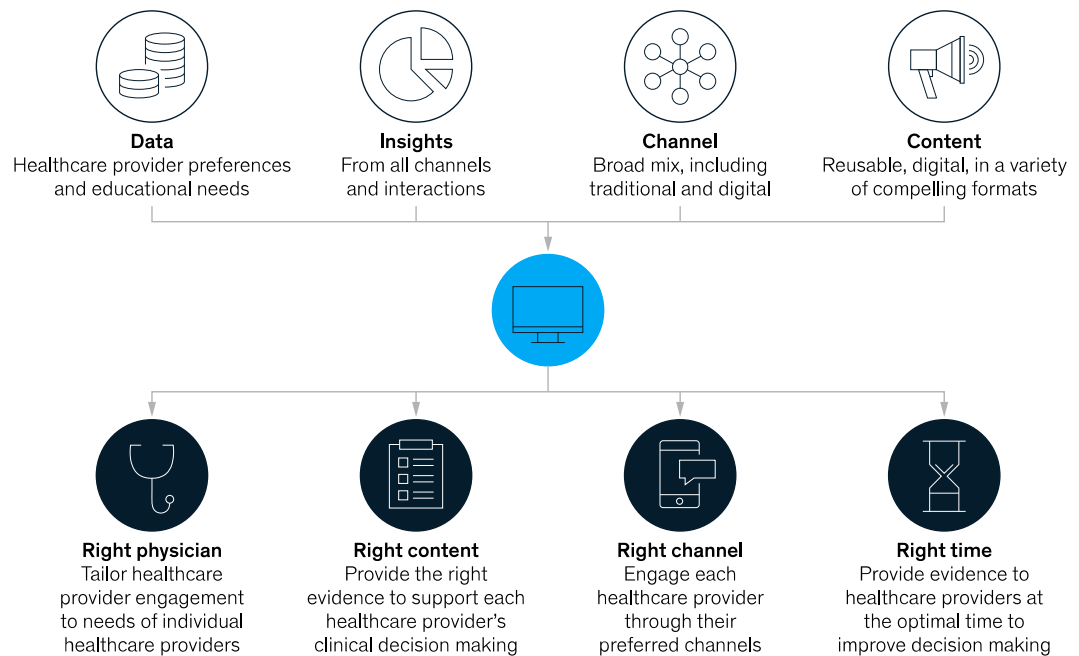 Data
Healthcare provider preferences
and educational needs
Insights
From all channels
and interactions
Channel
Broad mix, including
traditional and digital
Content
Reusable, digital, in a variety
of compelling formats
Right physician
Tailor healthcare
provider engagement
to needs of individual
healthcare providers
Right content
Provide the right
evidence to support each
healthcare provider’s
clinical decision making
Right channel
Engage each
healthcare provider
through their
preferred channels
Right time
Provide evidence to
healthcare providers at
the optimal time to
improve decision making